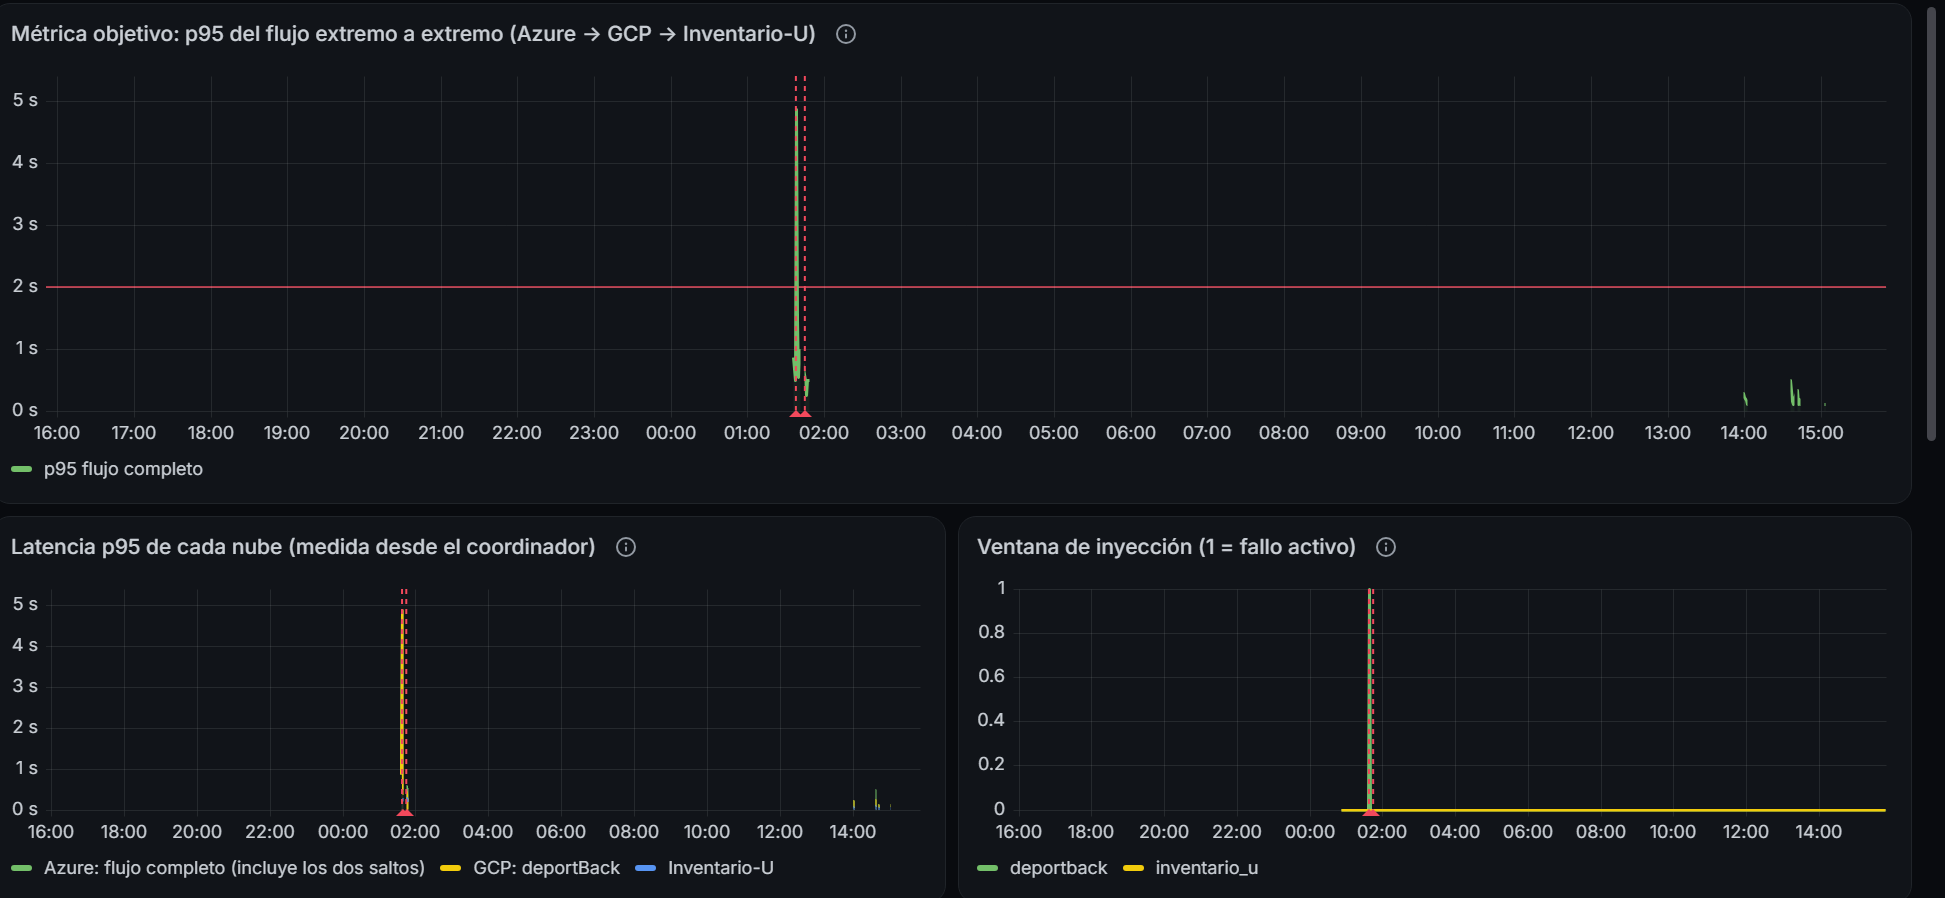 Métrica objetivo: p95 del flujo extremo a extremo (Azure → GCP → Inventario-U)
5 s
4 s
3 s
2 s
1 s
0 s
16:00 17:00 18:00 19:00 20:00 21:00 22:00 23:00 00:00 01:00 02:00 03:00 04:00 05:00 06:00 07:00 08:00 09:00 10:00 11:00 12:00 13:00 14:00 15:00
p95 flujo completo
Latencia p95 de cada nube (medida desde el coordinador)
5 s
4 s
3 s
2 s
1 s
0 s
16:00 18:00 20:00 22:00 00:00 02:00 04:00 06:00 08:00 10:00 12:00 14:00
Azure: flujo completo (incluye los dos saltos) GCP: deportBack Inventario-U
Ventana de inyección (1 = fallo activo)
1
0.8
0.6
0.4
0.2
0
16:00 18:00 20:00 22:00 00:00 02:00 04:00 06:00 08:00 10:00 12:00 14:00
deportback inventario_u